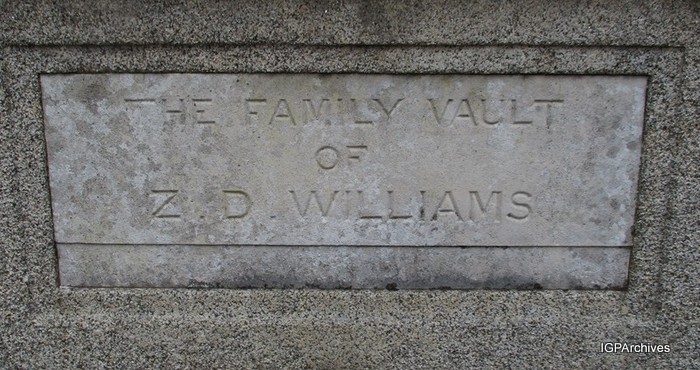 THE FAMILY VAULT
OF
Z. D. WILLIAMS
IGPArchives